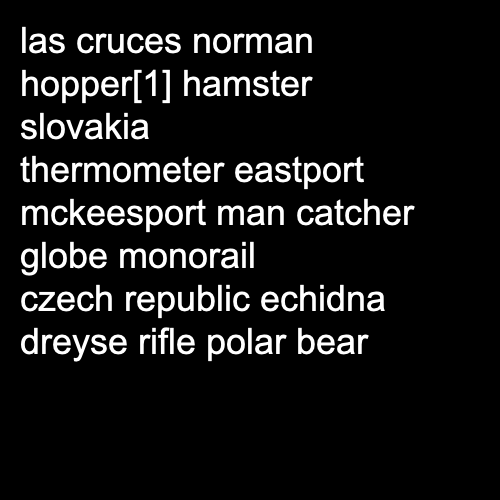 las cruces norman
hopper[1] hamster
slovakia
thermometer eastport
mckeesport man catcher
globe monorail
czech republic echidna
dreyse rifle polar bear